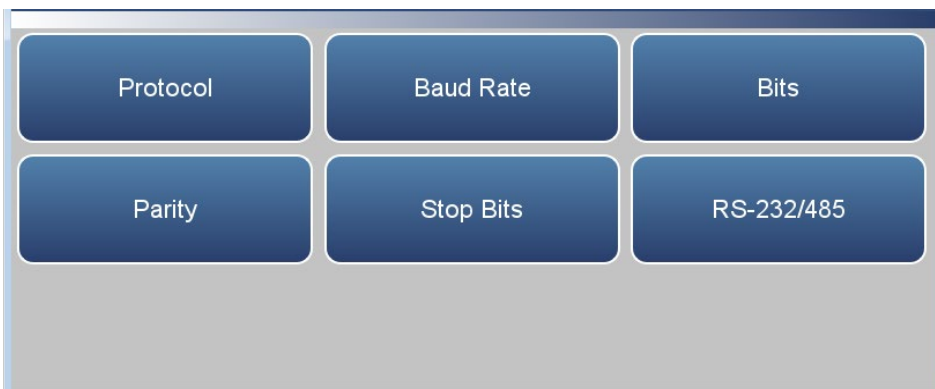 Protocol
Baud Rate
Bits
Parity
Stop Bits
RS-232/485